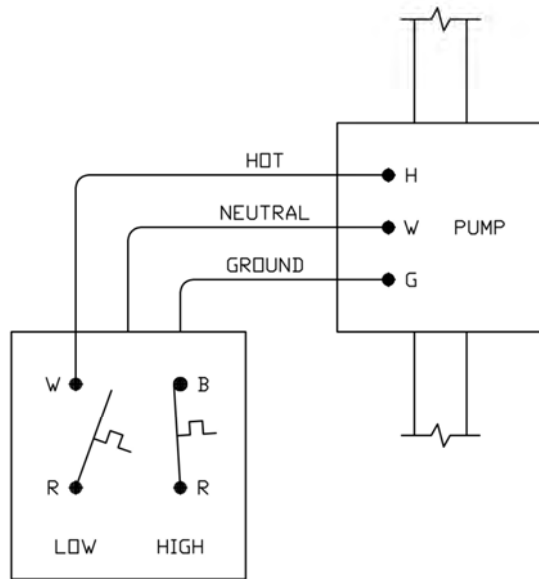 HOT
H
NEUTRAL
W PUMP
GROUND
G
W B
R R
LOW HIGH